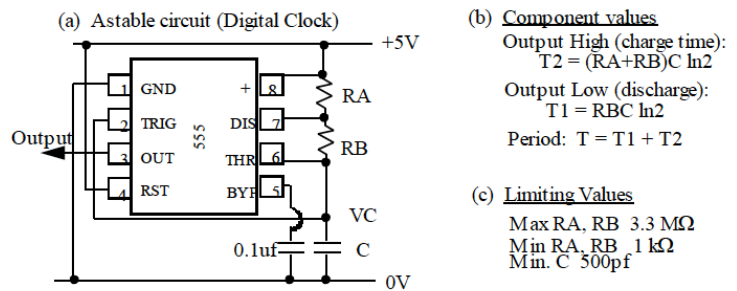 (a) Astable circuit (Digital Clock)
+5V
1 GND
+ 8
RA
2 TRIG
DIS 7
555
Output
3 OUT
THR 6
RB
4 RST
BYP 5
VC
0.1uf
C
0V
(b) Component values
Output High (charge time):
T2 = (RA+RB)C ln2
Output Low (discharge):
T1 = RBC ln2
Period: T = T1 + T2
(c) Limiting Values
Max RA, RB 3.3 MΩ
Min RA, RB 1 kΩ
Min. C 500pf